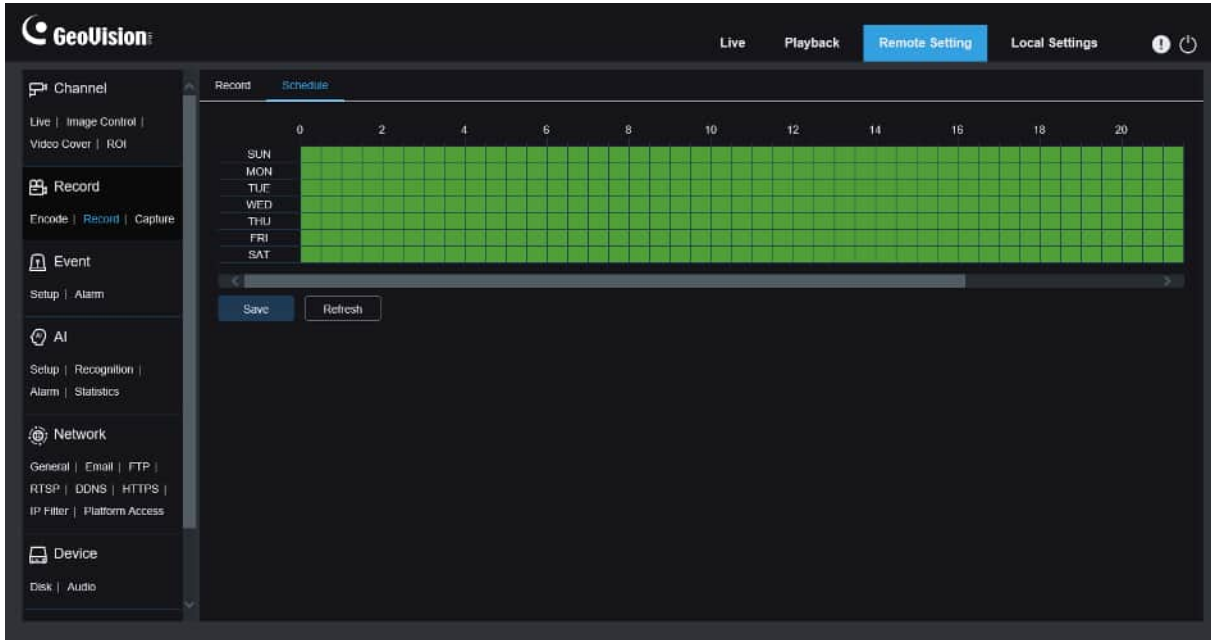 GeoVision
Live Playback Remote Setting Local Settings
Channel
Live | Image Control |
Video Cover | ROI
Record
Encode | Record | Capture
Event
Setup | Alarm
AI
Setup | Recognition |
Alarm | Statistics
Network
General | Email | FTP |
RTSP | DDNS | HTTPS |
IP Filter | Platform Access
Device
Disk | Audio
Record Schedule
0 2 4 6 8 10 12 14 16 18 20
SUN
MON
TUE
WED
THU
FRI
SAT
Save Refresh